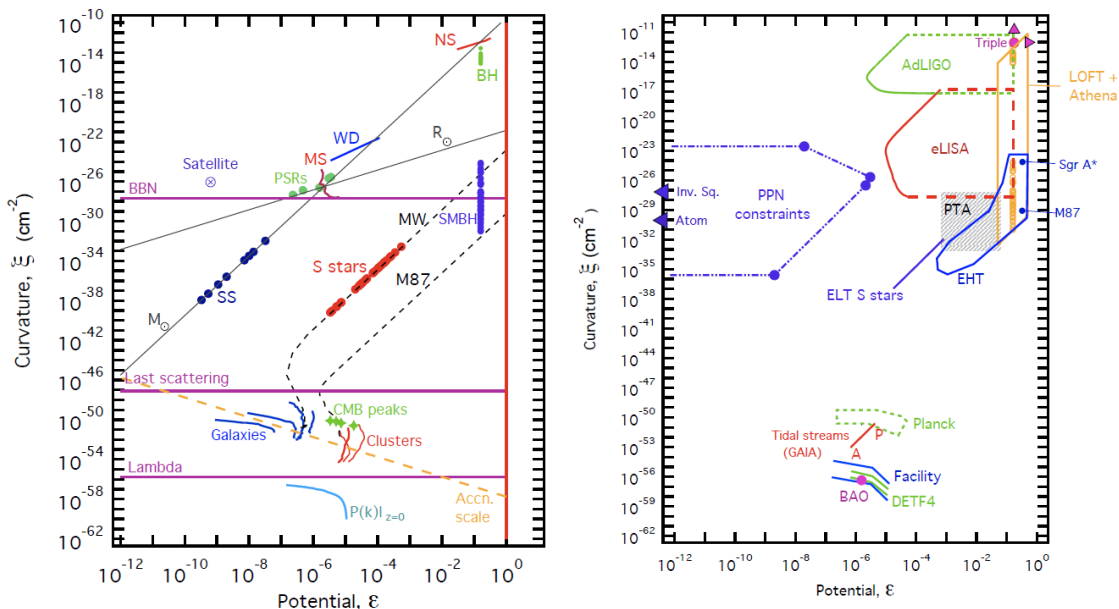 10^-10
10^-14
10^-18
10^-22
10^-26
10^-30
10^-34
10^-38
10^-42
10^-46
10^-50
10^-54
10^-58
10^-62
Curvature, ξ (cm^-2)
NS
BH
R⊙
WD
MS
Satellite
PSRs
BBN
MW
SMBH
S stars
M87
SS
M⊙
Last scattering
CMB peaks
Galaxies
Clusters
Lambda
Accn.
scale
P(k)|z=0
10^-12
10^-10
10^-8
10^-6
10^-4
10^-2
10^0
Potential, ε
10^-11
10^-14
10^-17
10^-20
10^-23
10^-26
10^-29
10^-32
10^-35
10^-38
10^-41
10^-44
10^-47
10^-50
10^-53
10^-56
10^-59
10^-62
Curvature, ξ (cm^-2)
Triple
AdLIGO
LOFT +
Athena
eLISA
Sgr A*
Inv. Sq.
PPN
constraints
PTA
M87
Atom
EHT
ELT S stars
Planck
Tidal streams
(GAIA)
P
A
Facility
BAO
DETF4
10^-12
10^-10
10^-8
10^-6
10^-4
10^-2
10^0
Potential, ε